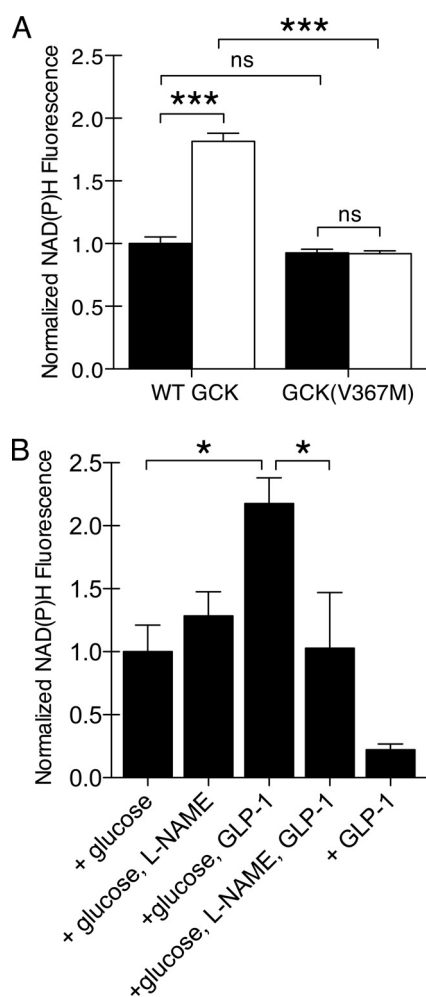 A
***
ns
2.5
***
2.0
1.5
ns
1.0
0.5
0.0
Normalized NAD(P)H Fluorescence
WT GCK
GCK(V367M)
B
2.5
*
*
2.0
1.5
1.0
0.5
0.0
Normalized NAD(P)H Fluorescence
+ glucose
+ glucose, L-NAME
+glucose, GLP-1
+glucose, L-NAME, GLP-1
+ GLP-1